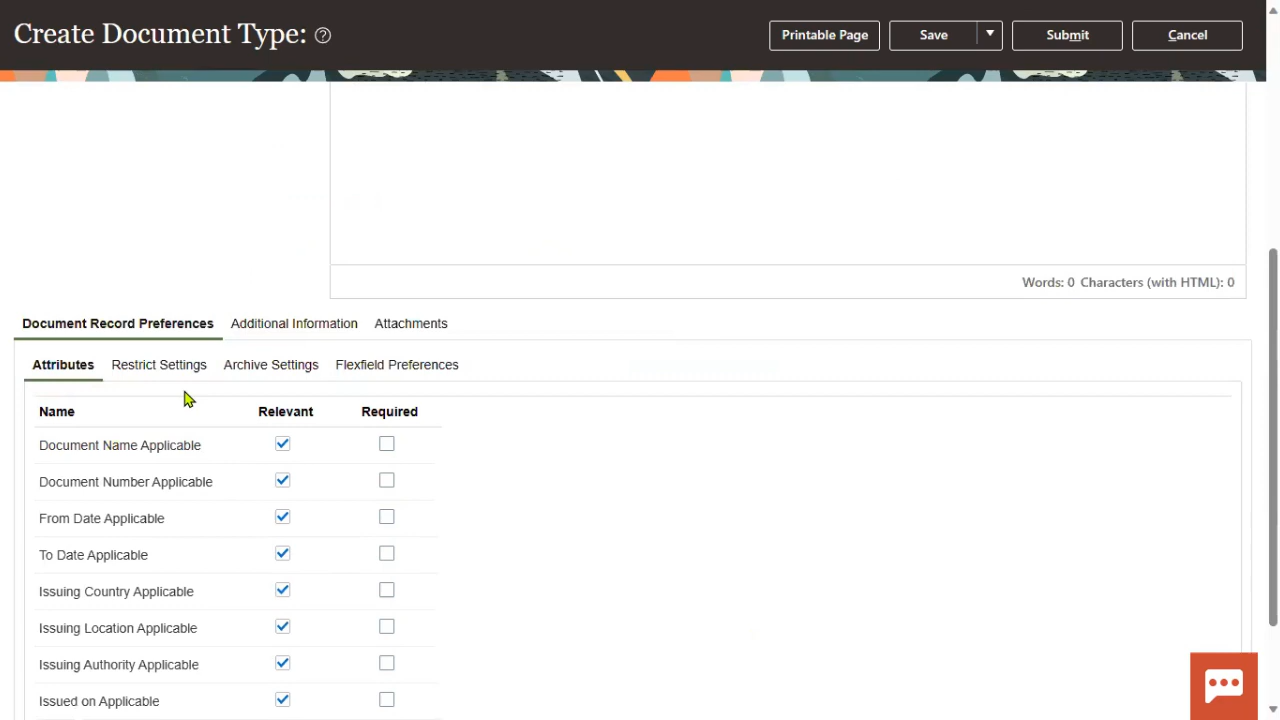 Create Document Type: ?
Printable Page Save Submit Cancel
Words: 0 Characters (with HTML): 0
Document Record Preferences Additional Information Attachments
Attributes Restrict Settings Archive Settings Flexfield Preferences
Name Relevant Required
Document Name Applicable
Document Number Applicable
From Date Applicable
To Date Applicable
Issuing Country Applicable
Issuing Location Applicable
Issuing Authority Applicable
Issued on Applicable